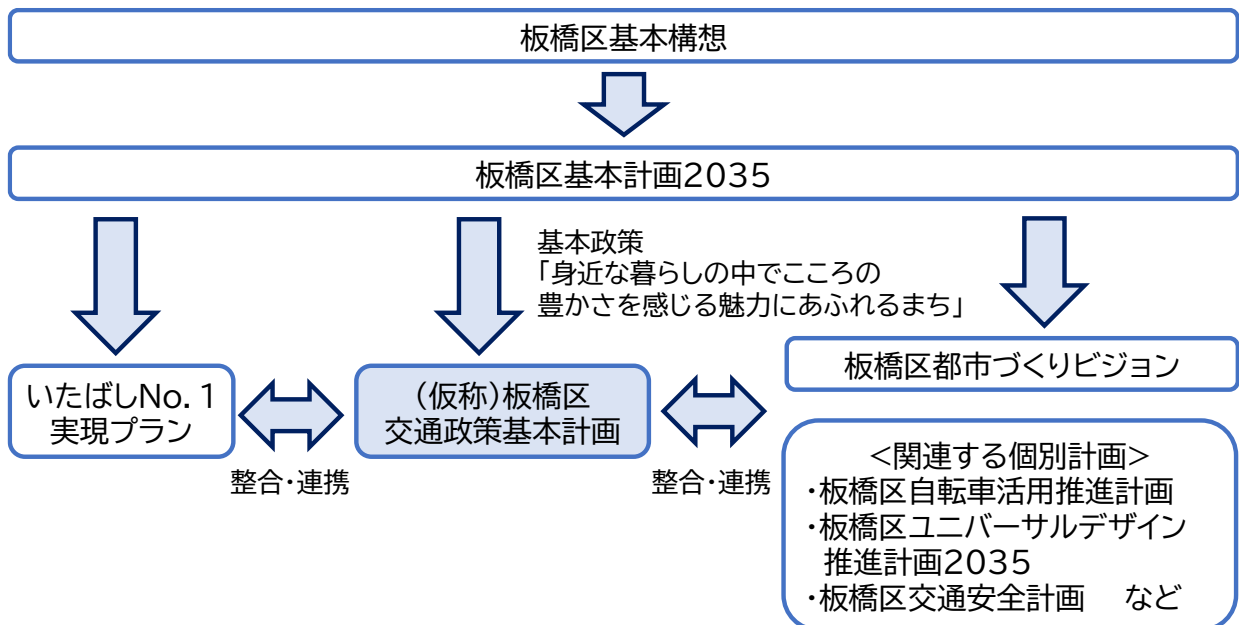 板橋区基本構想
板橋区基本計画2035
基本政策
「身近な暮らしの中でこころの
豊かさを感じる魅力にあふれるまち」
いたばしNo.1
実現プラン
整合・連携
(仮称)板橋区
交通政策基本計画
整合・連携
板橋区都市づくりビジョン
<関連する個別計画>
・板橋区自転車活用推進計画
・板橋区ユニバーサルデザイン
推進計画2035
・板橋区交通安全計画　など